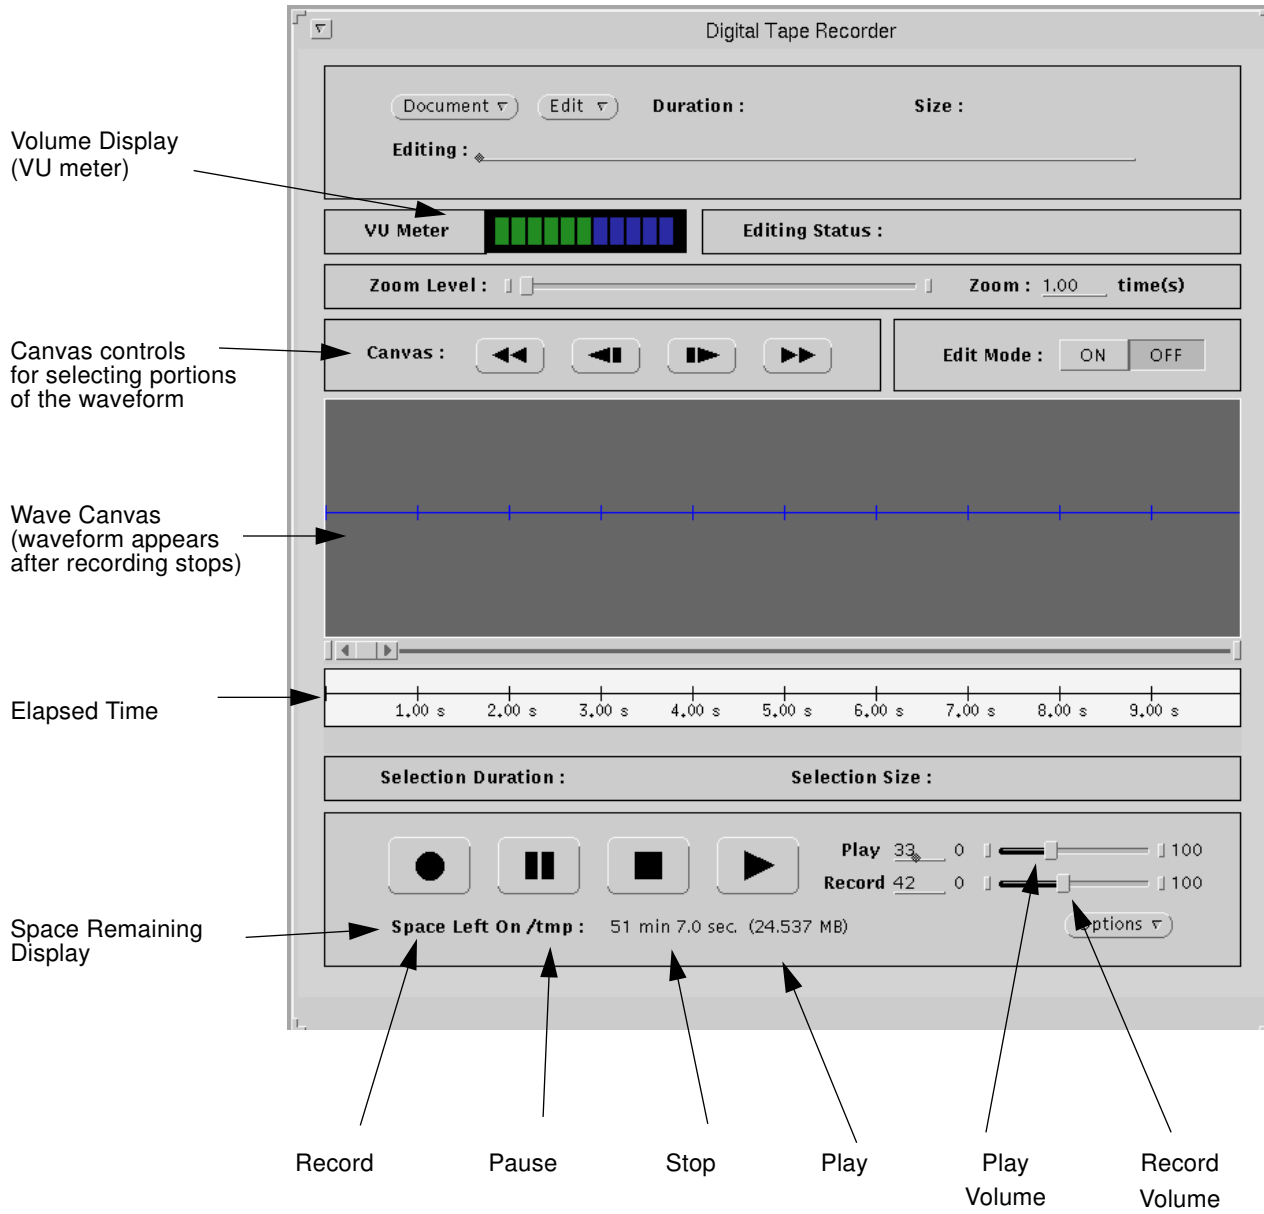 Digital Tape Recorder
Document Edit Duration : Size :
Editing :
Volume Display
(VU meter)
VU Meter Editing Status :
Zoom Level : Zoom : 1.00 time(s)
Canvas controls
for selecting portions
of the waveform
Canvas : Edit Mode : ON OFF
Wave Canvas
(waveform appears
after recording stops)
Elapsed Time
1.00 s 2.00 s 3.00 s 4.00 s 5.00 s 6.00 s 7.00 s 8.00 s 9.00 s
Selection Duration : Selection Size :
Play 33 0 100
Record 42 0 100
Space Remaining
Display
Space Left On /tmp : 51 min 7.0 sec. (24.537 MB) Options
Record Pause Stop Play Play Record
Volume Volume